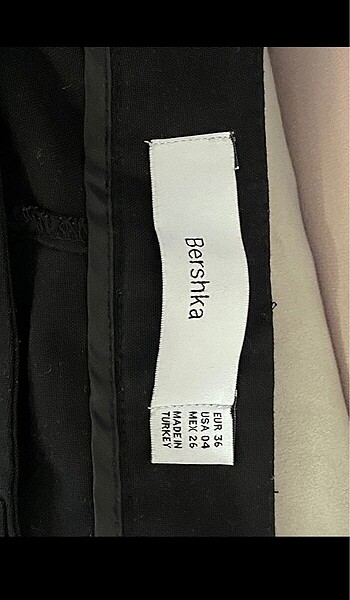 Bershka
EUR 36
USA 04
MEX 26
MADE IN
TURKEY